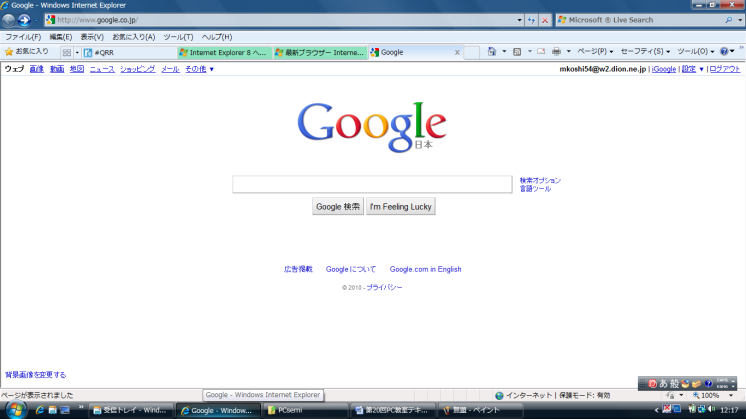 Google - Windows Internet Explorer
http://www.google.co.jp/
Microsoft ® Live Search
ファイル(F) 編集(E) 表示(V) お気に入り(A) ツール(T) ヘルプ(H)
お気に入り #QRR Internet Explorer 8 へ... 最新ブラウザー Interne... Google ページ(P) セーフティ(S) ツール(O)
ウェブ 画像 動画 地図 ニュース ショッピング メール その他 ▼ mkoshi54@w2.dion.ne.jp | iGoogle | 設定 ▼ | ログアウト
Google
日本
検索オプション
言語ツール
Google 検索 I'm Feeling Lucky
広告掲載 Google について Google.com in English
© 2010 - プライバシー
背景画像を変更する
あ 般
ページが表示されました インターネット | 保護モード: 有効 100%
Google - Windows Internet Explorer
受信トレイ - Wind... Google - Window... PCsemi 第20回PC教室テキ... 無題 - ペイント 12:17